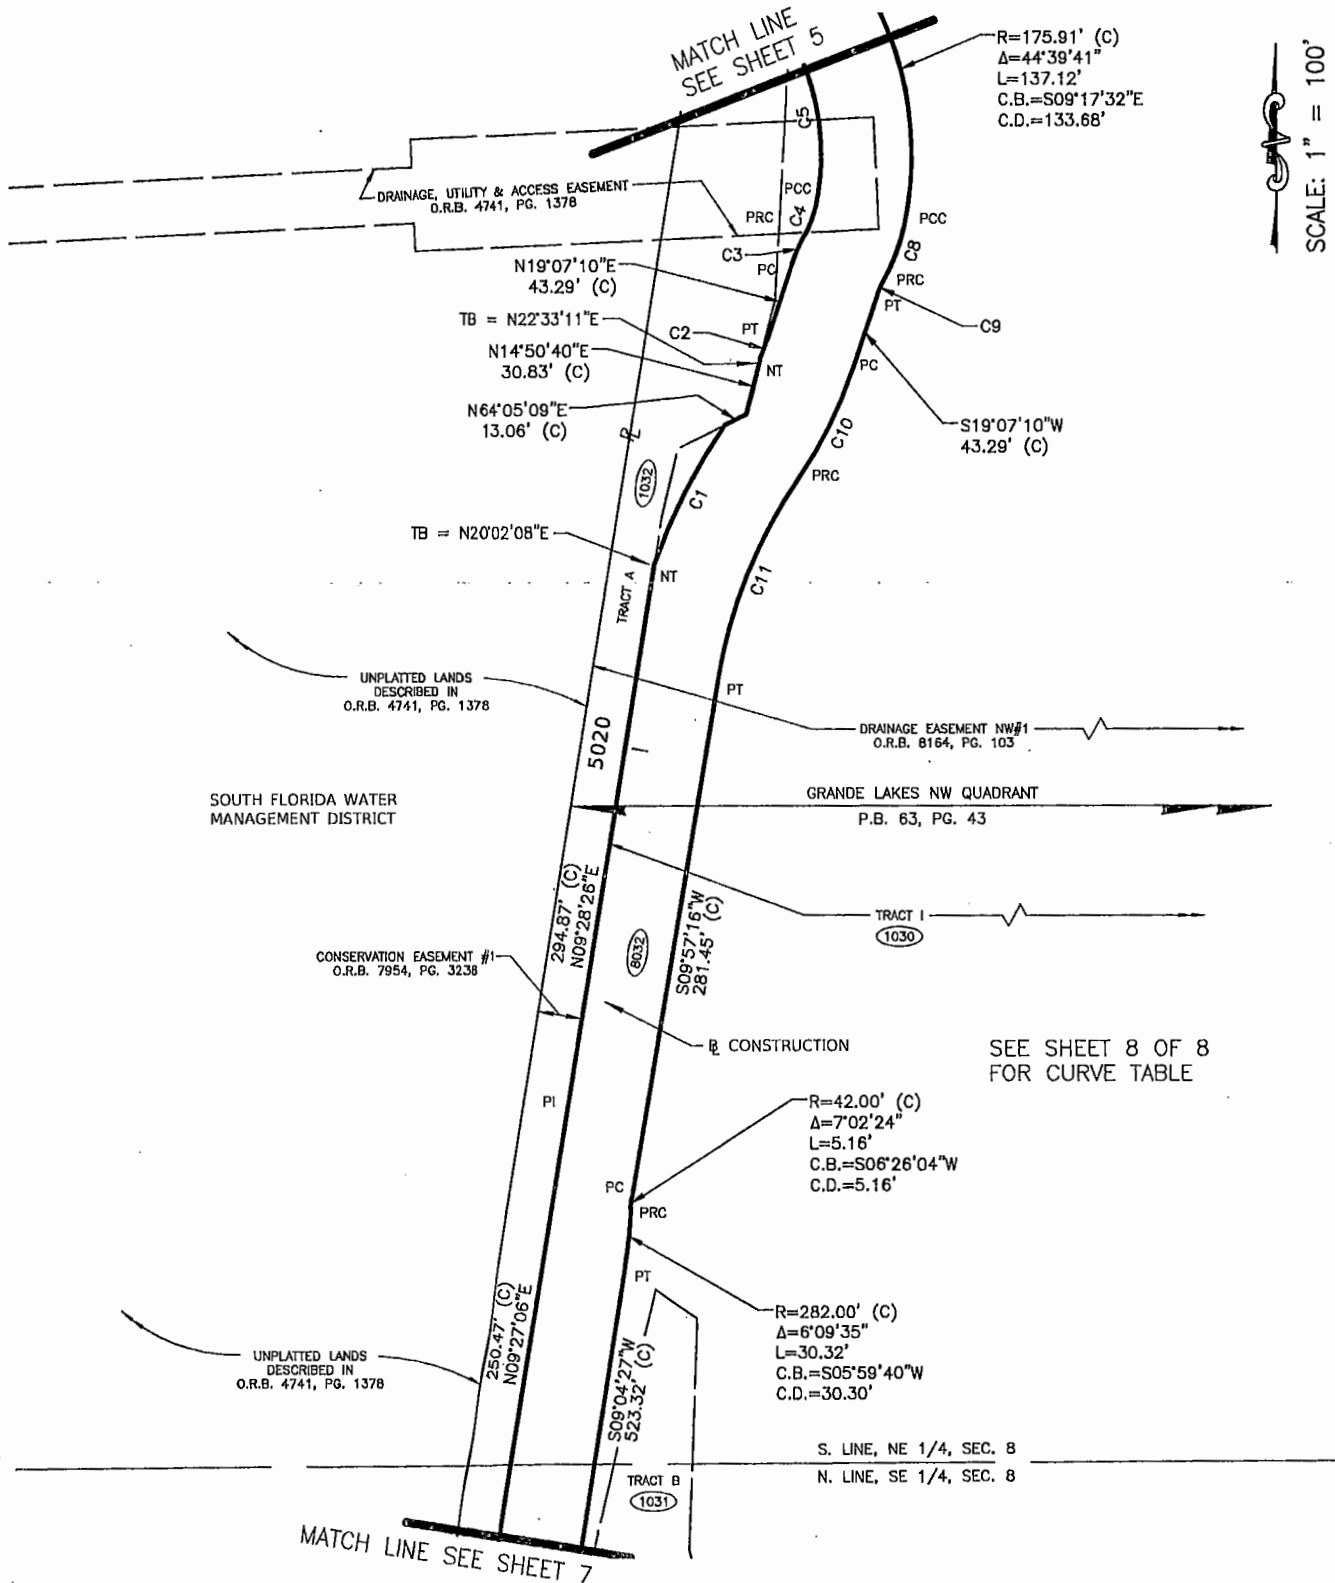 MATCH LINE
SEE SHEET 5
R=175.91' (C)
Δ=44°39'41"
L=137.12'
C.B.=S09°17'32"E
C.D.=133.68'
SCALE: 1" = 100'
C5
DRAINAGE, UTILITY & ACCESS EASEMENT
O.R.B. 4741, PG. 1378
PCC
PRC
C4
PCC
C3
C8
PC
N19°07'10"E
43.29' (C)
PRC
PT
C9
TB = N22°33'11"E
C2
PT
N14°50'40"E
30.83' (C)
NT
PC
N64°05'09"E
13.06' (C)
S19°07'10"W
43.29' (C)
C10
PRC
1032
C1
TB = N20°02'08"E
NT
TRACT A
C11
UNPLATTED LANDS
DESCRIBED IN
O.R.B. 4741, PG. 1378
PT
5020
I
DRAINAGE EASEMENT NW#1
O.R.B. 8164, PG. 103
SOUTH FLORIDA WATER
MANAGEMENT DISTRICT
GRANDE LAKES NW QUADRANT
P.B. 63, PG. 43
294.87' (C)
N09°28'26"E
TRACT I
1030
CONSERVATION EASEMENT #1
O.R.B. 7954, PG. 3238
8032
S09°57'16"W
281.45' (C)
CONSTRUCTION
SEE SHEET 8 OF 8
FOR CURVE TABLE
PI
R=42.00' (C)
Δ=7°02'24"
L=5.16'
C.B.=S06°26'04"W
C.D.=5.16'
PC
PRC
PT
R=282.00' (C)
Δ=6°09'35"
L=30.32'
C.B.=S05°59'40"W
C.D.=30.30'
250.47' (C)
N09°27'06"E
UNPLATTED LANDS
DESCRIBED IN
O.R.B. 4741, PG. 1378
S09°04'27"W
523.32' (C)
S. LINE, NE 1/4, SEC. 8
N. LINE, SE 1/4, SEC. 8
TRACT B
1031
MATCH LINE SEE SHEET 7